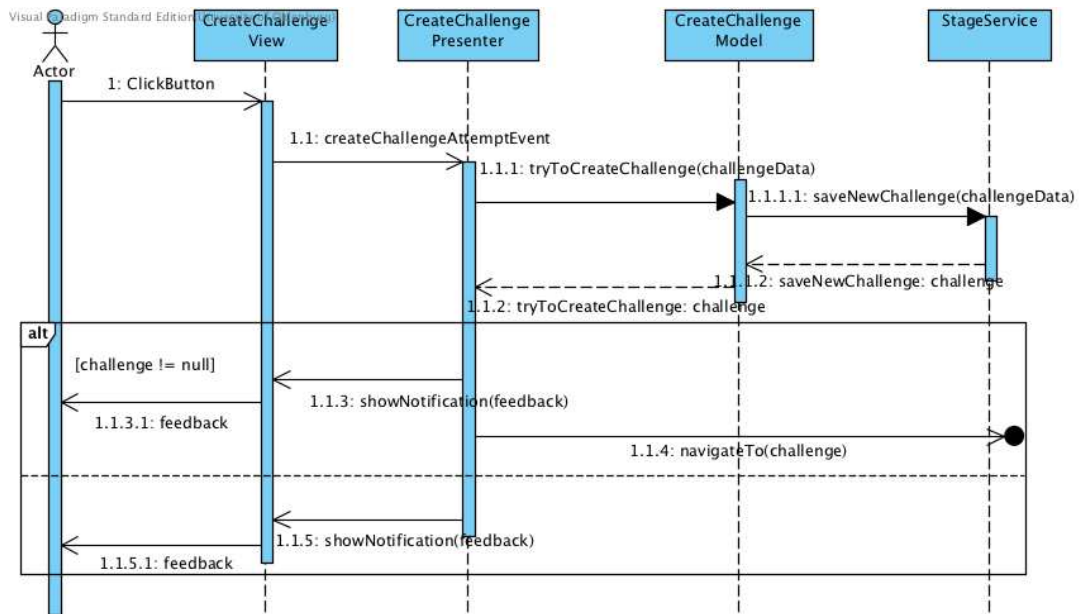 Visual Paradigm Standard Edition
Actor
CreateChallenge
View
CreateChallenge
Presenter
CreateChallenge
Model
StageService
1: ClickButton
1.1: createChallengeAttemptEvent
1.1.1: tryToCreateChallenge(challengeData)
1.1.1.1: saveNewChallenge(challengeData)
1.1.1.2: saveNewChallenge: challenge
1.1.2: tryToCreateChallenge: challenge
alt
[challenge != null]
1.1.3: showNotification(feedback)
1.1.3.1: feedback
1.1.4: navigateTo(challenge)
1.1.5: showNotification(feedback)
1.1.5.1: feedback